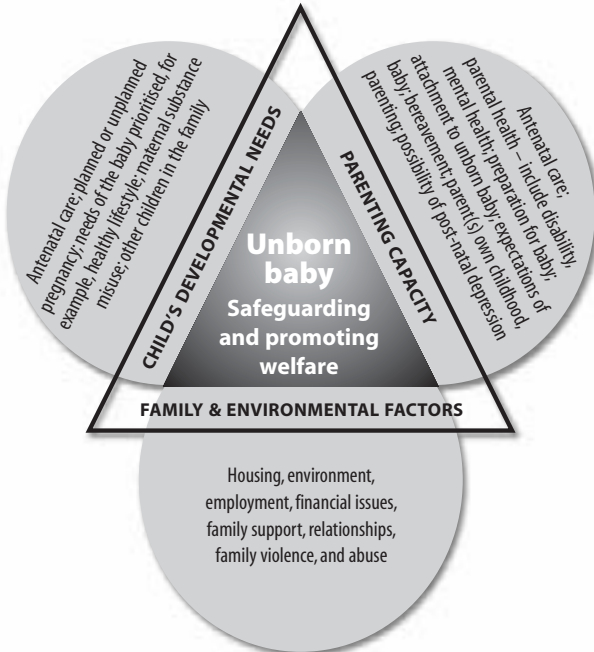 Antenatal care; planned or unplanned
pregnancy; needs of the baby prioritised, for
example, healthy lifestyle; maternal substance
misuse; other children in the family
CHILD'S DEVELOPMENTAL NEEDS
Antenatal care;
parental health – include disability,
mental health; preparation for baby;
attachment to unborn baby; expectations of
baby; bereavement; parent(s) own childhood,
parenting; possibility of post-natal depression
PARENTING CAPACITY
Unborn
baby
Safeguarding
and promoting
welfare
FAMILY & ENVIRONMENTAL FACTORS
Housing, environment,
employment, financial issues,
family support, relationships,
family violence, and abuse